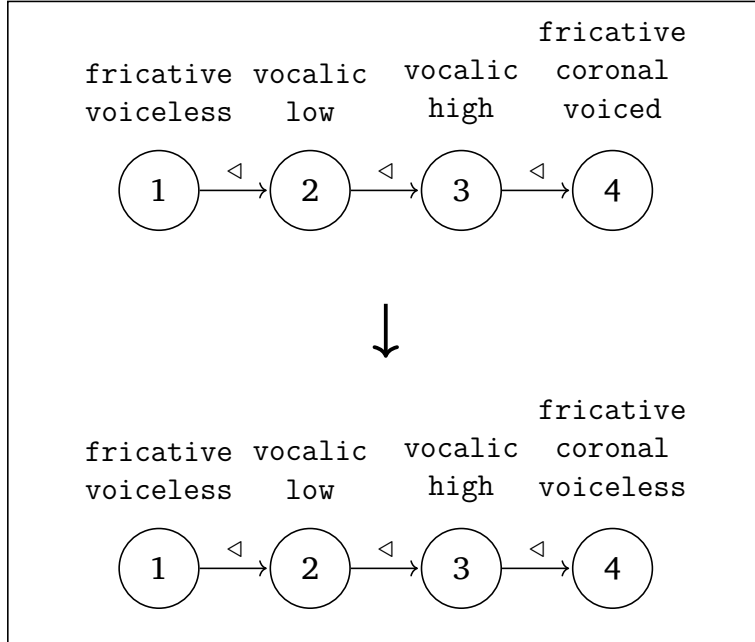 fricative
fricative vocalic vocalic coronal
voiceless low high voiced
◁ ◁ ◁
1 2 3 4
fricative
fricative vocalic vocalic coronal
voiceless low high voiceless
◁ ◁ ◁
1 2 3 4